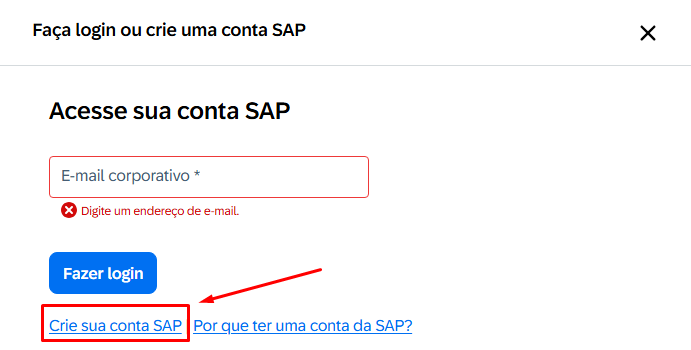 Faça login ou crie uma conta SAP
Acesse sua conta SAP
E-mail corporativo *
Digite um endereço de e-mail.
Fazer login
Crie sua conta SAP | Por que ter uma conta da SAP?